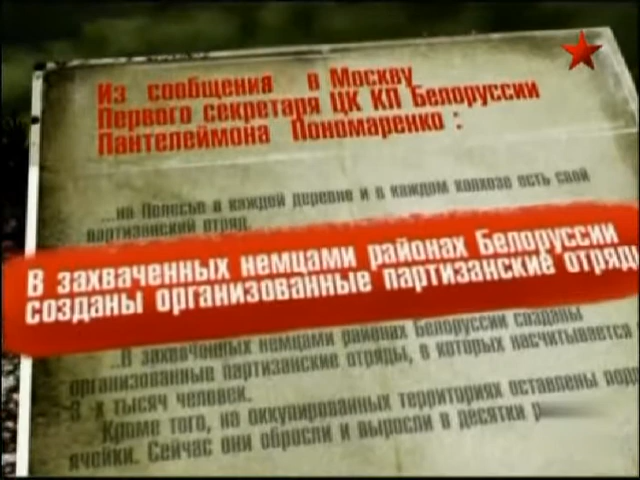 Из сообщения в Москву
Первого секретаря ЦК КП Белоруссии
Пантелеймона Пономаренко :
...на Полесье в каждой деревне и в каждом колхозе есть свой
партизанский отряд.
В захваченных немцами районах Белоруссии
созданы организованные партизанские отряды
...В захваченных немцами районах Белоруссии созданы
организованные партизанские отряды, в которых насчитывается
3-х тысяч человек.
Кроме того, на оккупированных территориях оставлены
ячейки. Сейчас они обросли и выросли в десятки